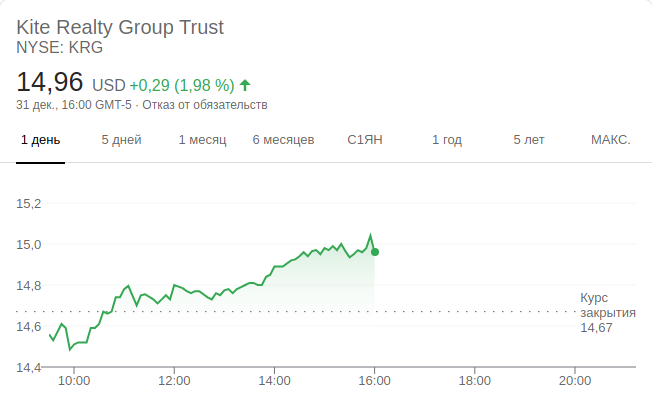 Kite Realty Group Trust
NYSE: KRG
14,96 USD +0,29 (1,98 %)
31 дек., 16:00 GMT-5 · Отказ от обязательств
1 день 5 дней 1 месяц 6 месяцев С1ЯН 1 год 5 лет МАКС.
15,2
15,0
14,8
Курс
закрытия
14,67
14,6
14,4
10:00 12:00 14:00 16:00 18:00 20:00